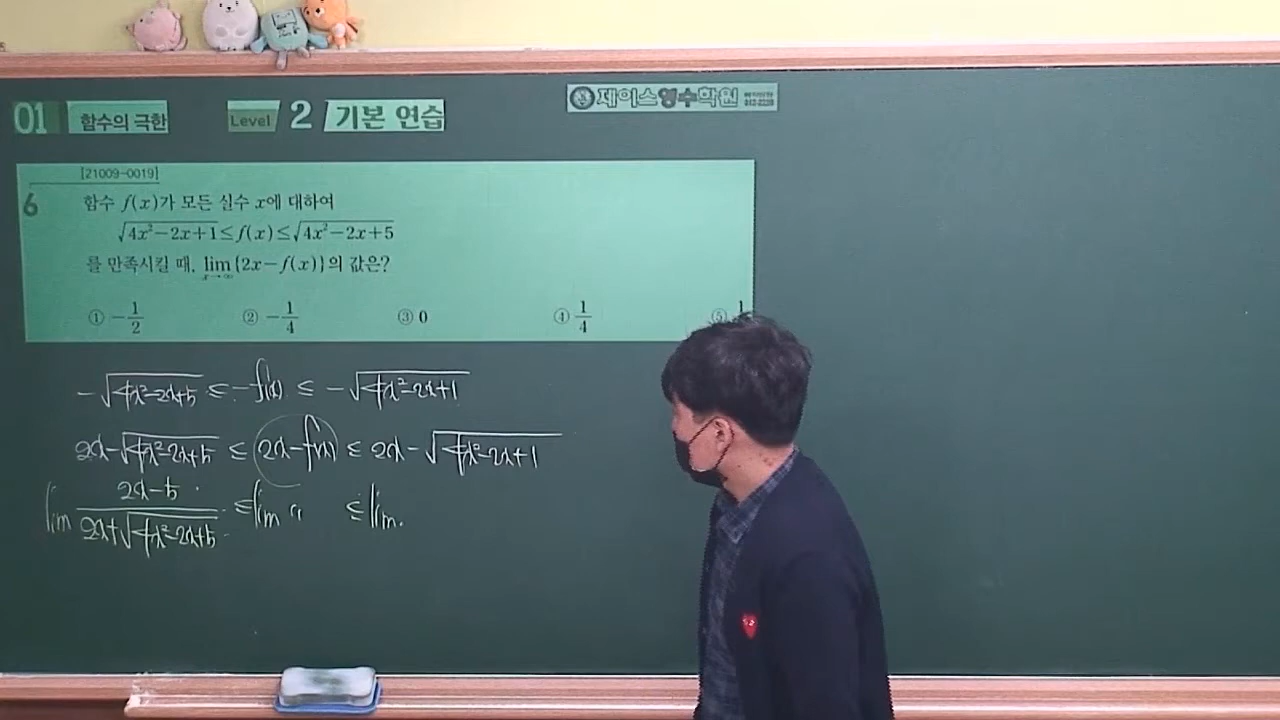 01 함수의 극한 Level 2 기본 연습
제이스영수학원
[21009-0019]
6 함수 f(x)가 모든 실수 x에 대하여
√(4x²−2x+1) ≤ f(x) ≤ √(4x²−2x+5)
를 만족시킬 때, lim x→∞ {2x−f(x)}의 값은?
① −1/2 ② −1/4 ③ 0 ④ 1/4 ⑤
−√(4x²−2x+5) ≤ −f(x) ≤ −√(4x²−2x+1)
2x−√(4x²−2x+5) ≤ 2x−f(x) ≤ 2x−√(4x²−2x+1)
lim (2x−5)/(2x+√(4x²−2x+5)) ≤ lim 〃 ≤ lim